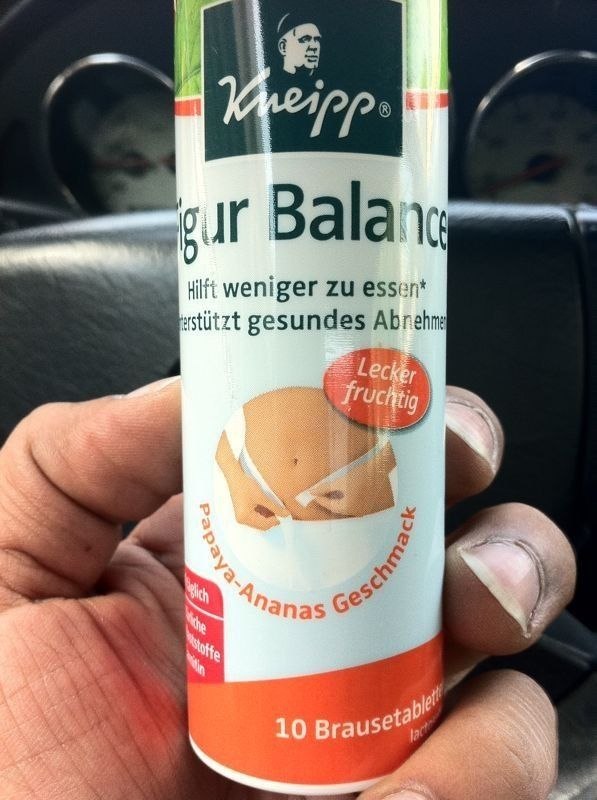 Kneipp®
igur Balance
Hilft weniger zu essen*
terstützt gesundes Abnehmen
Lecker
fruchtig
Papaya-Ananas Geschmack
10 Brausetablette